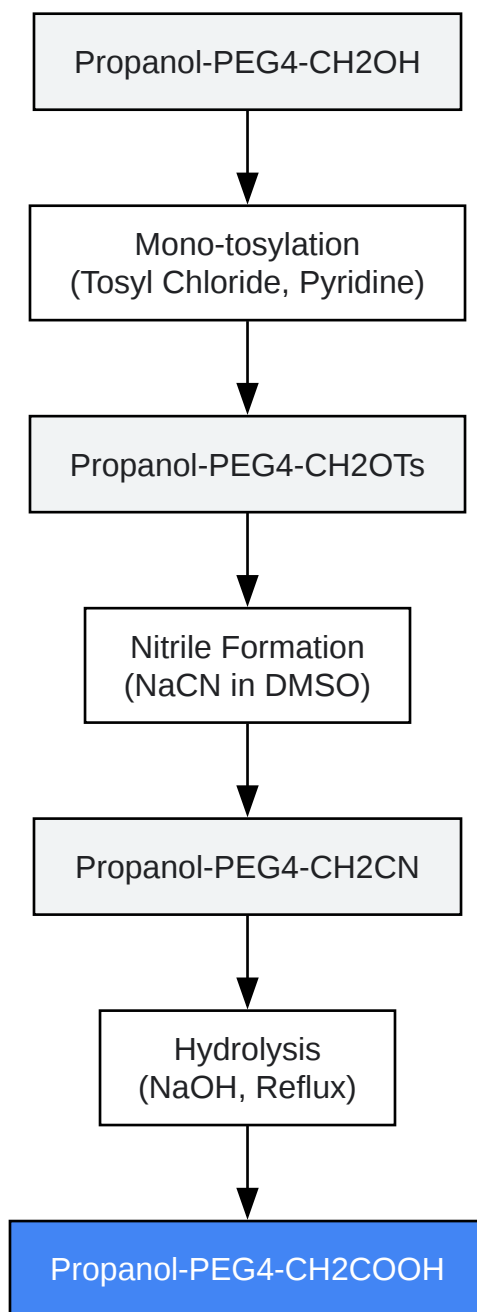 Propanol-PEG4-CH2OH
Mono-tosylation
(Tosyl Chloride, Pyridine)
Propanol-PEG4-CH2OTs
Nitrile Formation
(NaCN in DMSO)
Propanol-PEG4-CH2CN
Hydrolysis
(NaOH, Reflux)
Propanol-PEG4-CH2COOH